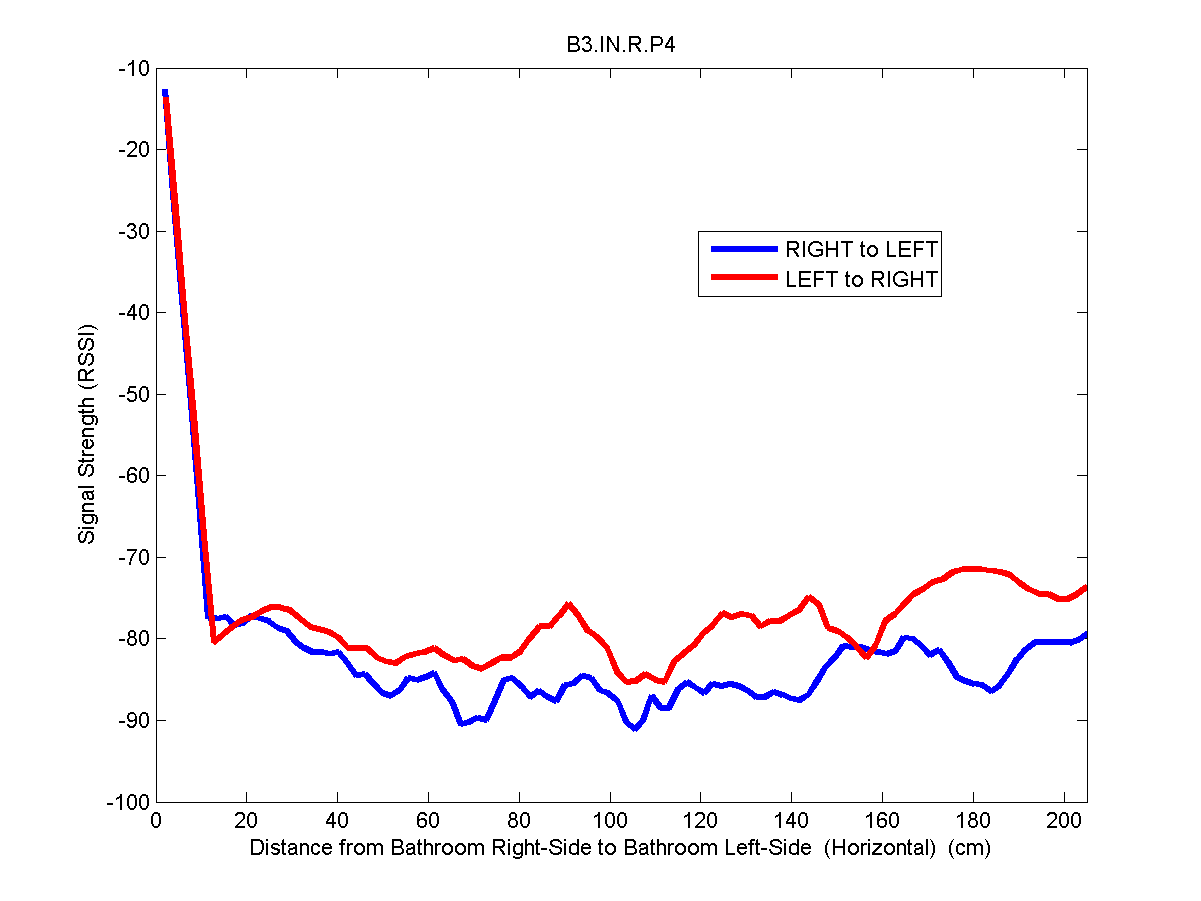 B3.IN.R.P4
-10
-20
-30
-40
-50
-60
-70
-80
-90
-100
Signal Strength (RSSI)
RIGHT to LEFT
LEFT to RIGHT
0 20 40 60 80 100 120 140 160 180 200
Distance from Bathroom Right-Side to Bathroom Left-Side (Horizontal) (cm)